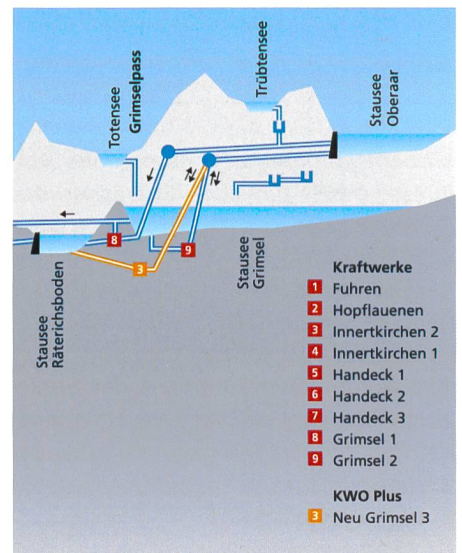 Totensee
Grimselpass
Trübtensee
Stausee
Oberaar
8
9
3
Stausee
Grimsel
Stausee
Räterichsboden
Kraftwerke
1 Fuhren
2 Hopflauenen
3 Innertkirchen 2
4 Innertkirchen 1
5 Handeck 1
6 Handeck 2
7 Handeck 3
8 Grimsel 1
9 Grimsel 2
KWO Plus
3 Neu Grimsel 3